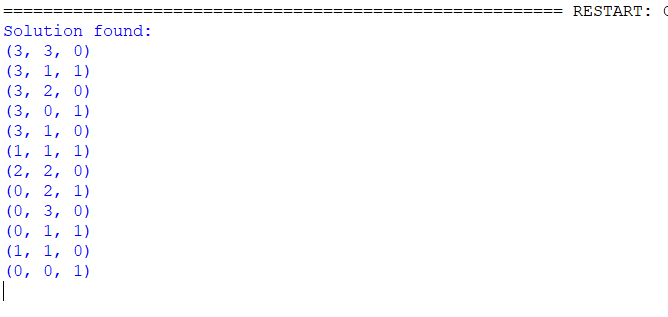 ======================================================== RESTART:
Solution found:
(3, 3, 0)
(3, 1, 1)
(3, 2, 0)
(3, 0, 1)
(3, 1, 0)
(1, 1, 1)
(2, 2, 0)
(0, 2, 1)
(0, 3, 0)
(0, 1, 1)
(1, 1, 0)
(0, 0, 1)